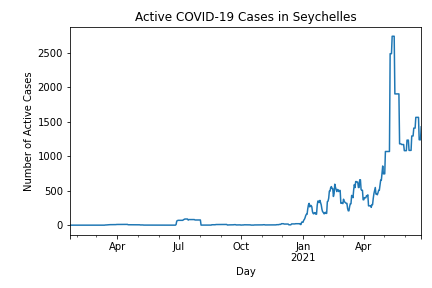 Active COVID-19 Cases in Seychelles
Number of Active Cases
2500
2000
1500
1000
500
0
Apr Jul Oct Jan Apr
2021
Day